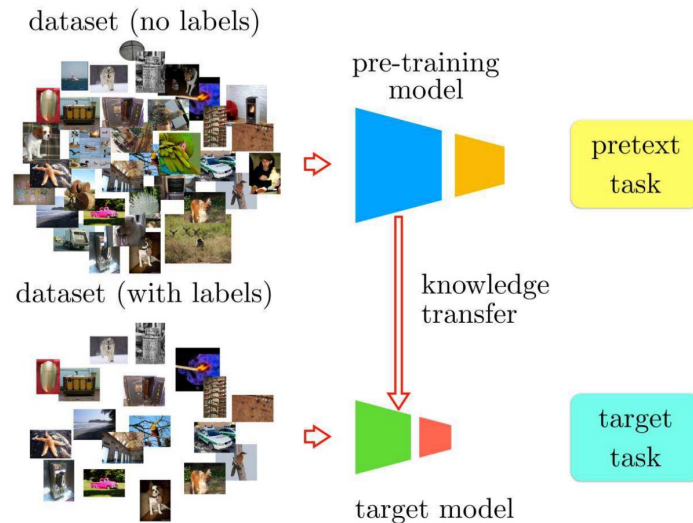 dataset (no labels)
pre-training
model
pretext
task
knowledge
transfer
dataset (with labels)
target
task
target model